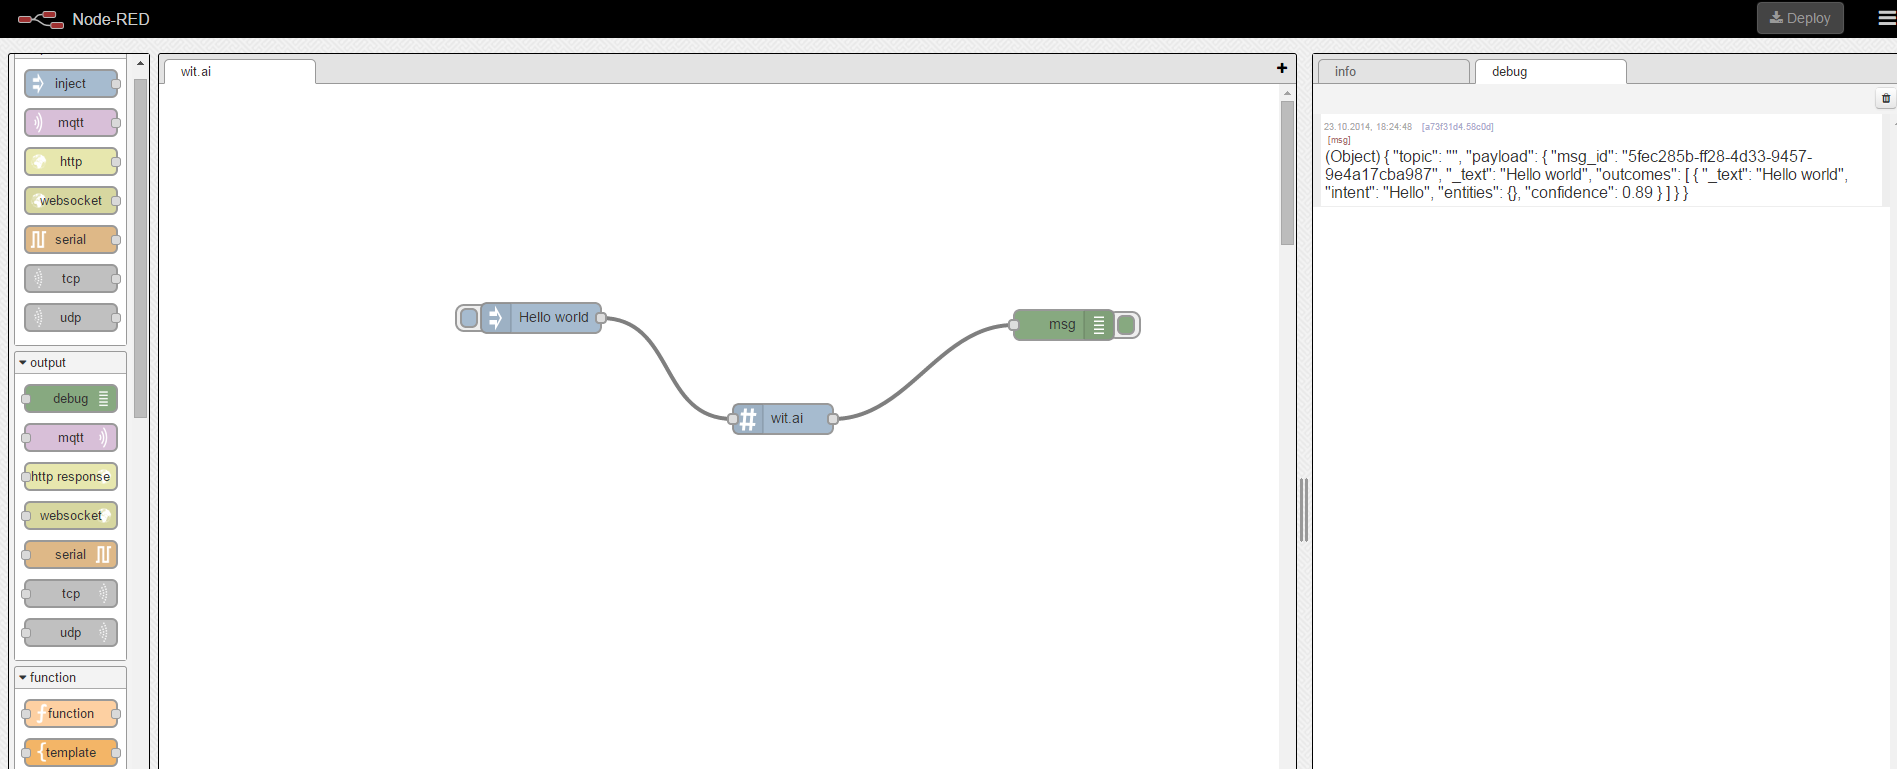 Node-RED
Deploy
inject
mqtt
http
websocket
serial
tcp
udp
output
debug
mqtt
http response
websocket
serial
tcp
udp
function
function
template
wit.ai
+
Hello world
wit.ai
msg
info
debug
23.10.2014, 18:24:48 [a73f31d4.58c0d]
[msg]
(Object) { "topic": "", "payload": { "msg_id": "5fec285b-ff28-4d33-9457-
9e4a17cba987", "_text": "Hello world", "outcomes": [ { "_text": "Hello world",
"intent": "Hello", "entities": {}, "confidence": 0.89 } ] } }